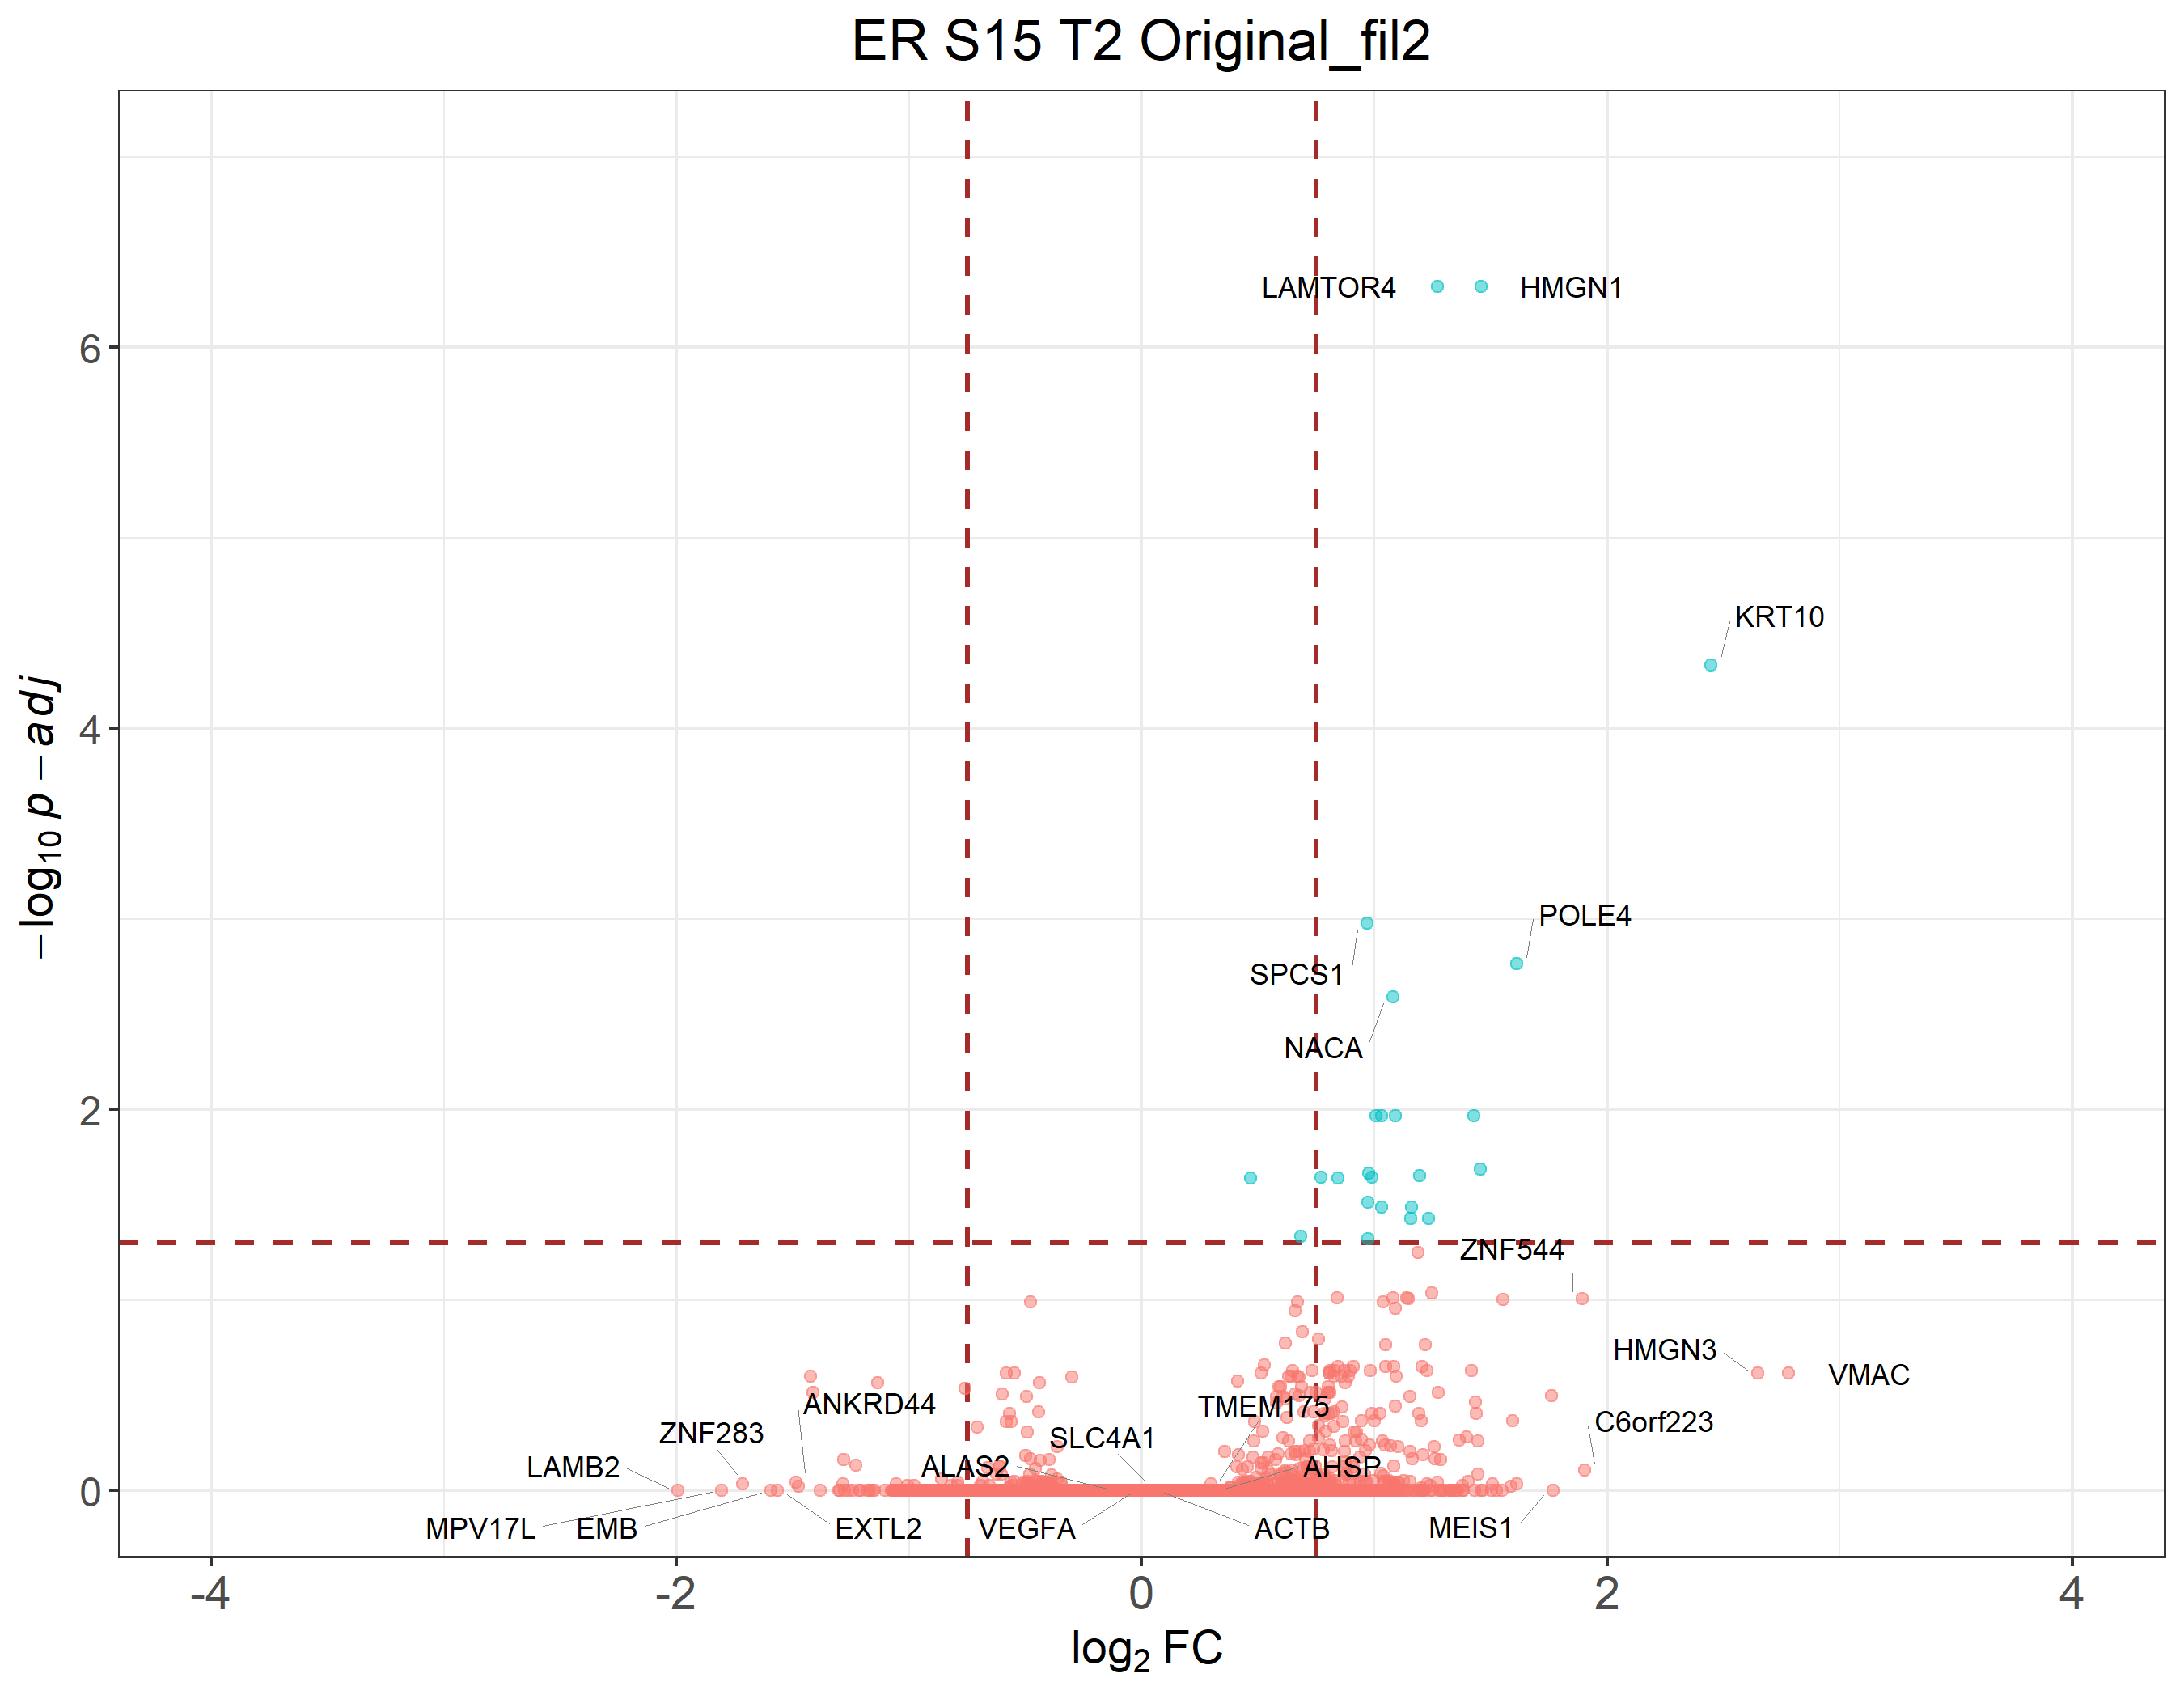 ER S15 T2 Original_fil2
LAMTOR4
HMGN1
6
KRT10
−log10 p − adj
4
POLE4
SPCS1
NACA
2
ZNF544
HMGN3
VMAC
TMEM175
ANKRD44
C6orf223
ZNF283
SLC4A1
LAMB2
ALAS2
AHSP
0
MPV17L
EMB
EXTL2
VEGFA
ACTB
MEIS1
-4
-2
0
2
4
log2 FC